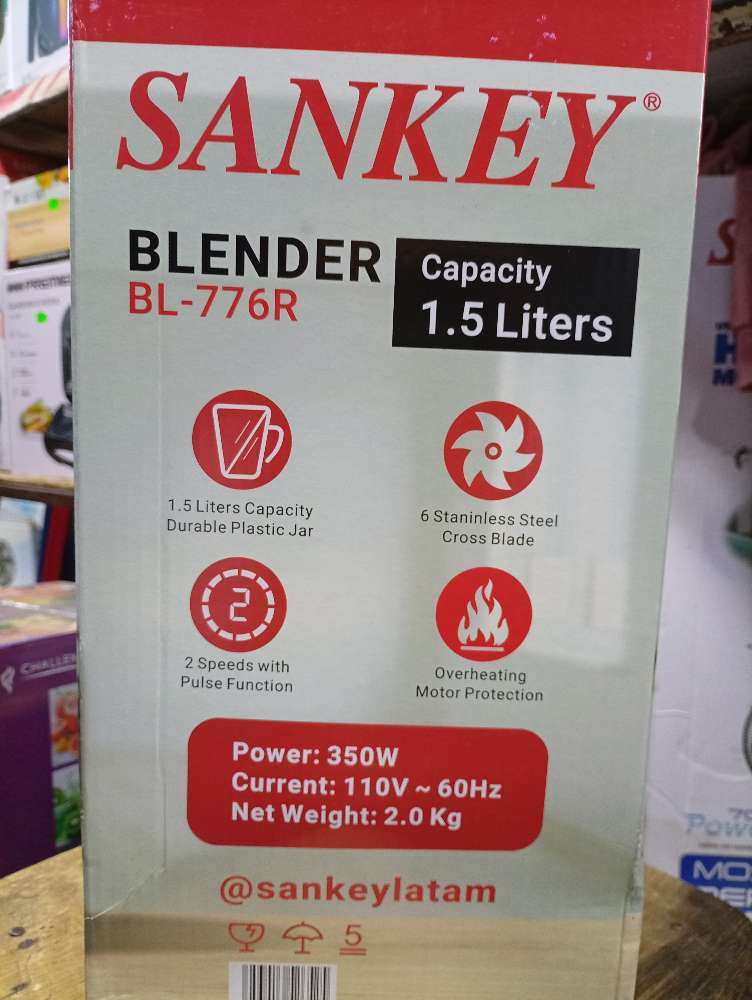 SANKEY®
BLENDER
BL-776R
Capacity
1.5 Liters
1.5 Liters Capacity
Durable Plastic Jar
6 Staninless Steel
Cross Blade
2
2 Speeds with
Pulse Function
Overheating
Motor Protection
Power: 350W
Current: 110V ~ 60Hz
Net Weight: 2.0 Kg
@sankeylatam
5
CHALLEN